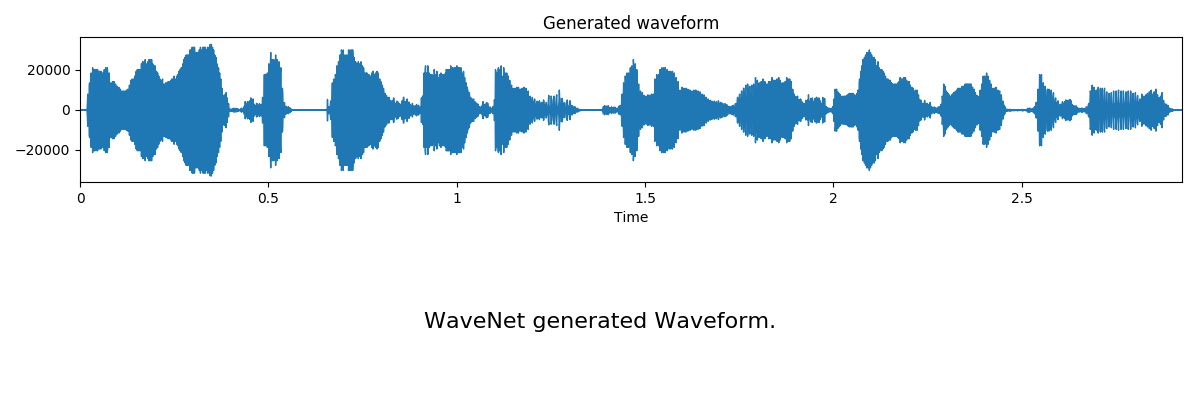 Generated waveform
20000
0
−20000
0 0.5 1 1.5 2 2.5
Time
WaveNet generated Waveform.